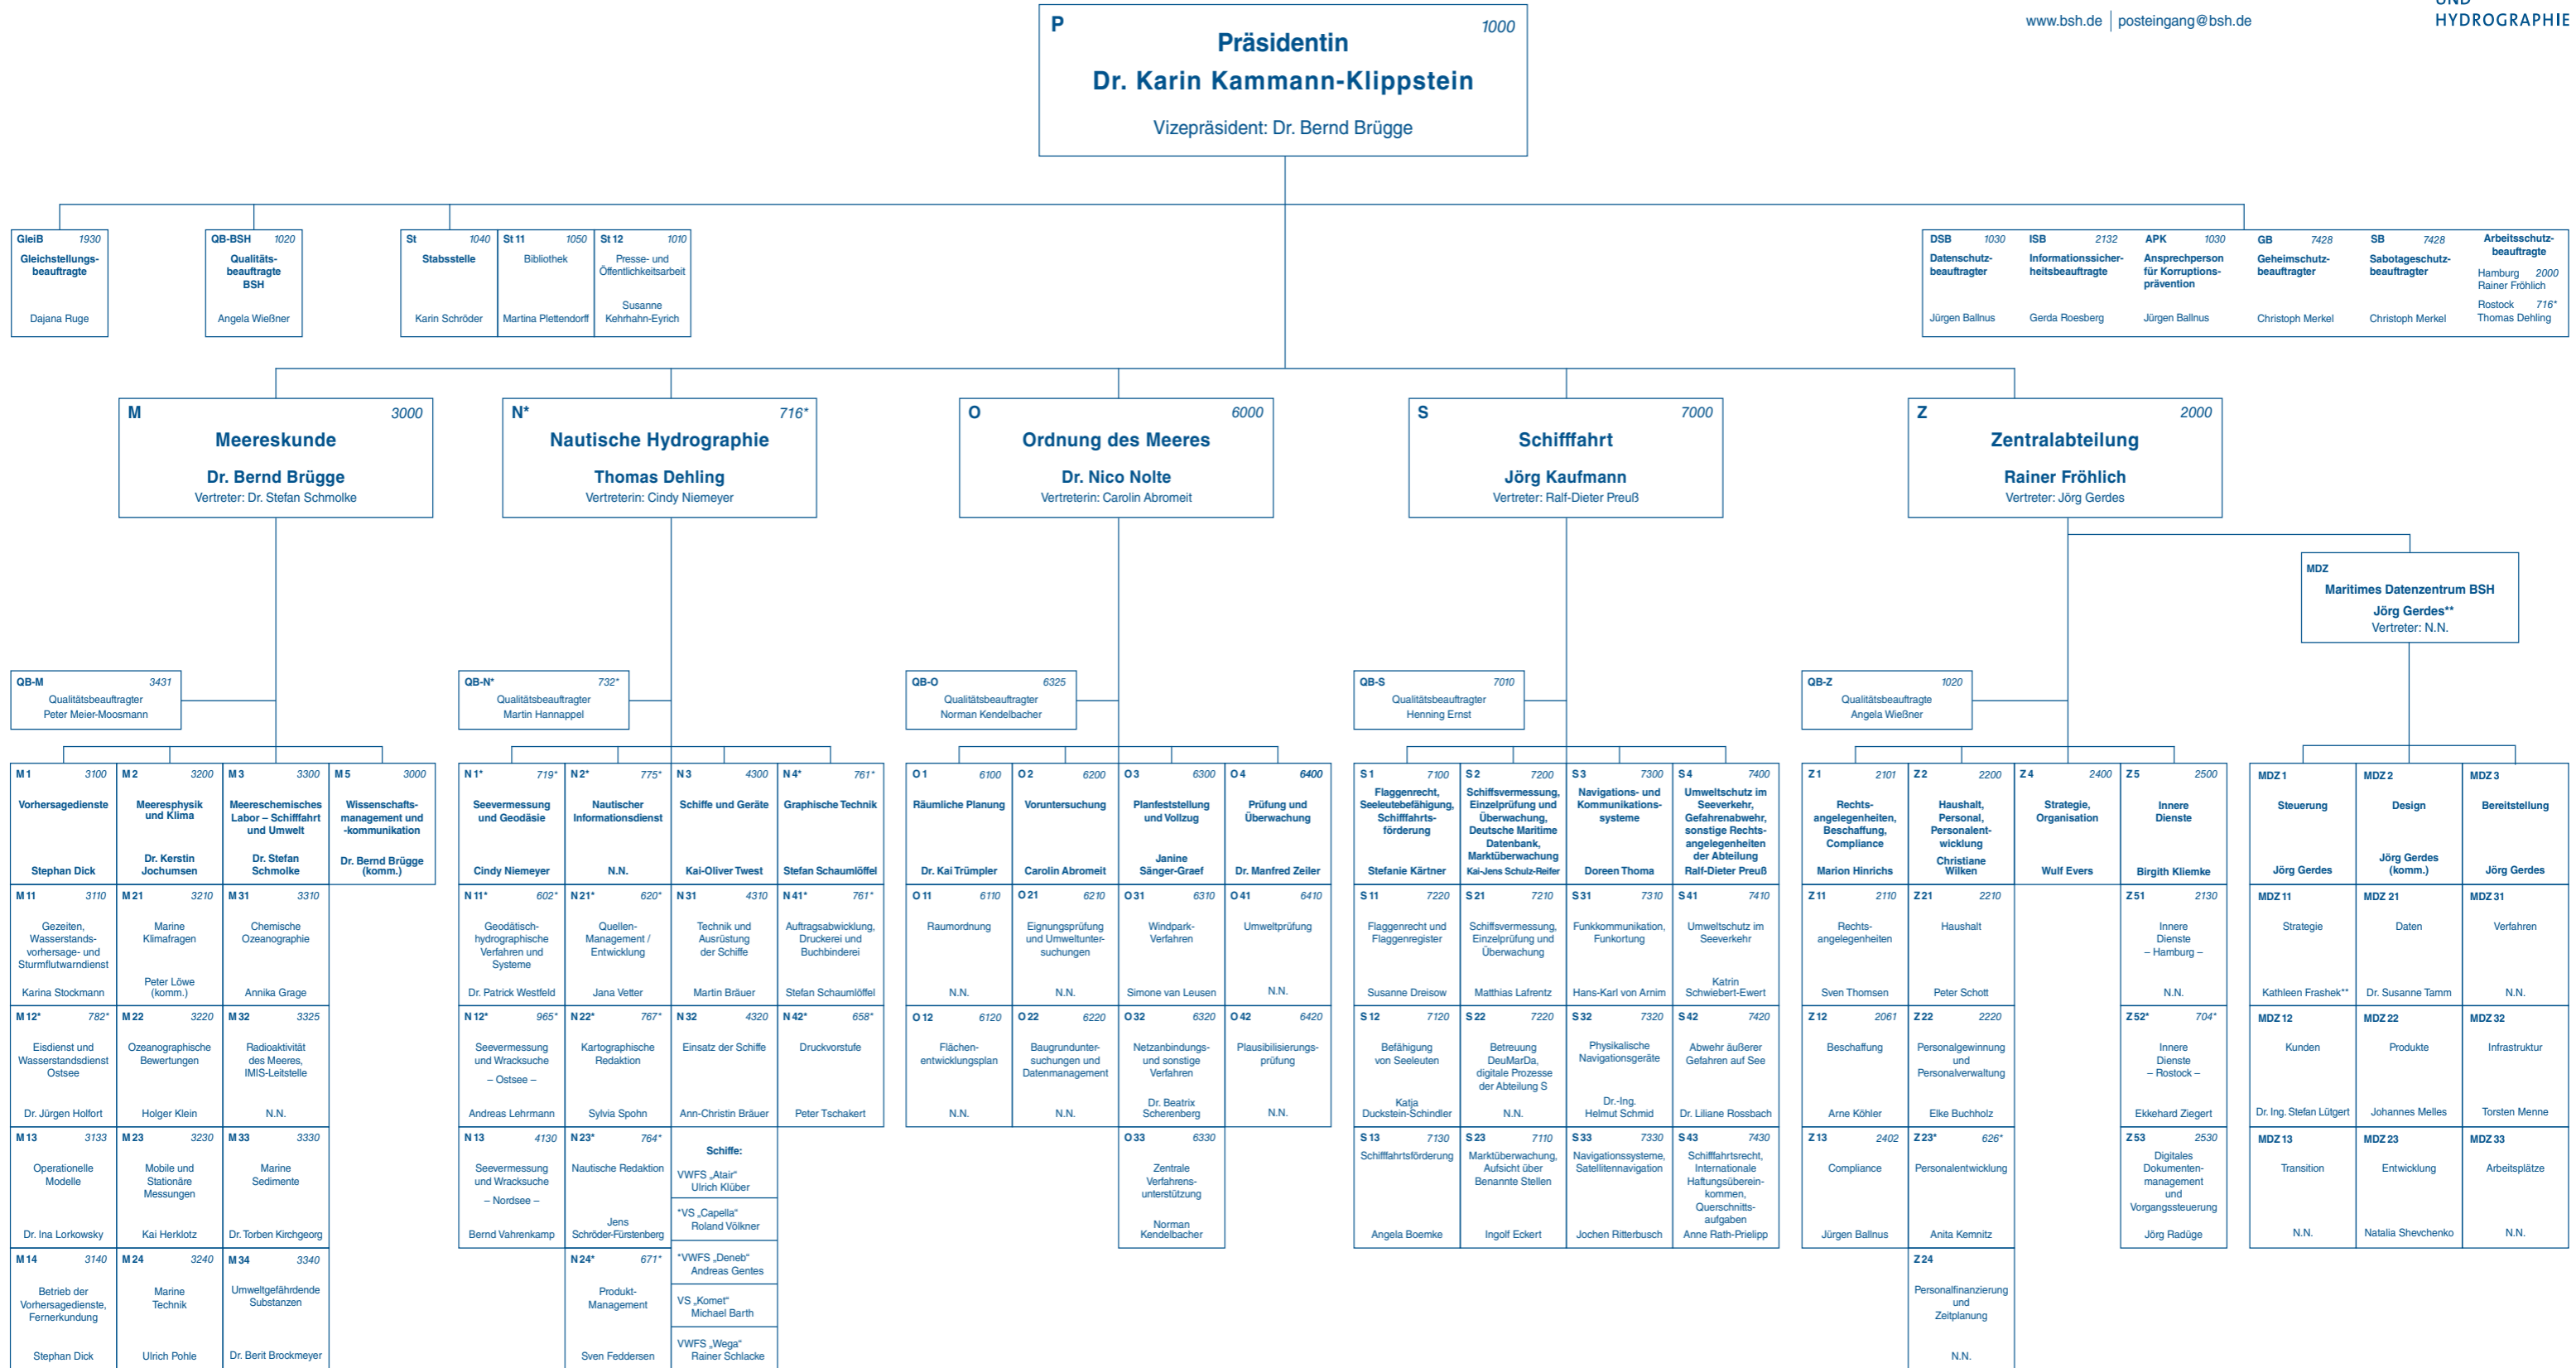 UND
HYDROGRAPHIE
www.bsh.de | posteingang@bsh.de
P 1000
Präsidentin
Dr. Karin Kammann-Klippstein
Vizepräsident: Dr. Bernd Brügge
GleiB 1930
Gleichstellungs-
beauftragte
Dajana Ruge
QB-BSH 1020
Qualitäts-
beauftragte
BSH
Angela Wießner
St 1040
Stabsstelle
Karin Schröder
St 11 1050
Bibliothek
Martina Plettendorff
St 12 1010
Presse- und
Öffentlichkeitsarbeit
Susanne
Kehrhahn-Eyrich
DSB 1030
Datenschutz-
beauftragter
Jürgen Ballnus
ISB 2132
Informationssicher-
heitsbeauftragte
Gerda Roesberg
APK 1030
Ansprechperson
für Korruptions-
prävention
Jürgen Ballnus
GB 7428
Geheimschutz-
beauftragter
Christoph Merkel
SB 7428
Sabotageschutz-
beauftragter
Christoph Merkel
Arbeitsschutz-
beauftragte
Hamburg 2000
Rainer Fröhlich
Rostock 716*
Thomas Dehling
M 3000
Meereskunde
Dr. Bernd Brügge
Vertreter: Dr. Stefan Schmolke
N* 716*
Nautische Hydrographie
Thomas Dehling
Vertreterin: Cindy Niemeyer
O 6000
Ordnung des Meeres
Dr. Nico Nolte
Vertreterin: Carolin Abromeit
S 7000
Schifffahrt
Jörg Kaufmann
Vertreter: Ralf-Dieter Preuß
Z 2000
Zentralabteilung
Rainer Fröhlich
Vertreter: Jörg Gerdes
MDZ
Maritimes Datenzentrum BSH
Jörg Gerdes**
Vertreter: N.N.
QB-M 3431
Qualitätsbeauftragter
Peter Meier-Moosmann
QB-N* 732*
Qualitätsbeauftragter
Martin Hannappel
QB-O 6325
Qualitätsbeauftragter
Norman Kendelbacher
QB-S 7010
Qualitätsbeauftragter
Henning Ernst
QB-Z 1020
Qualitätsbeauftragte
Angela Wießner
M 1 3100
Vorhersagedienste
Stephan Dick
M 2 3200
Meeresphysik
und Klima
Dr. Kerstin
Jochumsen
M 3 3300
Meereschemisches
Labor – Schifffahrt
und Umwelt
Dr. Stefan
Schmolke
M 5 3000
Wissenschafts-
management und
-kommunikation
Dr. Bernd Brügge
(komm.)
M 11 3110
Gezeiten,
Wasserstands-
vorhersage- und
Sturmflutwarndienst
Karina Stockmann
M 21 3210
Marine
Klimafragen
Peter Löwe
(komm.)
M 31 3310
Chemische
Ozeanographie
Annika Grage
M 12* 782*
Eisdienst und
Wasserstandsdienst
Ostsee
Dr. Jürgen Holfort
M 22 3220
Ozeanographische
Bewertungen
Holger Klein
M 32 3325
Radioaktivität
des Meeres,
IMIS-Leitstelle
N.N.
M 13 3133
Operationelle
Modelle
Dr. Ina Lorkowsky
M 23 3230
Mobile und
Stationäre
Messungen
Kai Herklotz
M 33 3330
Marine
Sedimente
Dr. Torben Kirchgeorg
M 14 3140
Betrieb der
Vorhersagedienste,
Fernerkundung
Stephan Dick
M 24 3240
Marine
Technik
Ulrich Pohle
M 34 3340
Umweltgefährdende
Substanzen
Dr. Berit Brockmeyer
N 1* 719*
Seevermessung
und Geodäsie
Cindy Niemeyer
N 2* 775*
Nautischer
Informationsdienst
N.N.
N 3 4300
Schiffe und Geräte
Kai-Oliver Twest
N 4* 761*
Graphische Technik
Stefan Schaumlöffel
N 11* 602*
Geodätisch-
hydrographische
Verfahren und
Systeme
Dr. Patrick Westfeld
N 21* 620*
Quellen-
Management /
Entwicklung
Jana Vetter
N 31 4310
Technik und
Ausrüstung
der Schiffe
Martin Bräuer
N 41* 761*
Auftragsabwicklung,
Druckerei und
Buchbinderei
Stefan Schaumlöffel
N 12* 965*
Seevermessung
und Wracksuche
– Ostsee –
Andreas Lehrmann
N 22* 767*
Kartographische
Redaktion
Sylvia Spohn
N 32 4320
Einsatz der Schiffe
Ann-Christin Bräuer
N 42* 658*
Druckvorstufe
Peter Tschakert
N 13 4130
Seevermessung
und Wracksuche
– Nordsee –
Bernd Vahrenkamp
N 23* 764*
Nautische Redaktion
Jens
Schröder-Fürstenberg
N 24* 671*
Produkt-
Management
Sven Feddersen
Schiffe:
VWFS „Atair“
Ulrich Klüber
*VS „Capella“
Roland Völkner
*VWFS „Deneb“
Andreas Gentes
VS „Komet“
Michael Barth
VWFS „Wega“
Rainer Schlacke
O 1 6100
Räumliche Planung
Dr. Kai Trümpler
O 2 6200
Voruntersuchung
Carolin Abromeit
O 3 6300
Planfeststellung
und Vollzug
Janine
Sänger-Graef
O 4 6400
Prüfung und
Überwachung
Dr. Manfred Zeiler
O 11 6110
Raumordnung
N.N.
O 21 6210
Eignungsprüfung
und Umweltunter-
suchungen
N.N.
O 31 6310
Windpark-
Verfahren
Simone van Leusen
O 41 6410
Umweltprüfung
N.N.
O 12 6120
Flächen-
entwicklungsplan
N.N.
O 22 6220
Baugrundunter-
suchungen und
Datenmanagement
N.N.
O 32 6320
Netzanbindungs-
und sonstige
Verfahren
Dr. Beatrix
Scherenberg
O 42 6420
Plausibilisierungs-
prüfung
N.N.
O 33 6330
Zentrale
Verfahrens-
unterstützung
Norman
Kendelbacher
S 1 7100
Flaggenrecht,
Seeleutebefähigung,
Schifffahrts-
förderung
Stefanie Kärtner
S 2 7200
Schiffsvermessung,
Einzelprüfung und
Überwachung,
Deutsche Maritime
Datenbank,
Marktüberwachung
Kai-Jens Schulz-Reifer
S 3 7300
Navigations- und
Kommunikations-
systeme
Doreen Thoma
S 4 7400
Umweltschutz im
Seeverkehr,
Gefahrenabwehr,
sonstige Rechts-
angelegenheiten
der Abteilung
Ralf-Dieter Preuß
S 11 7220
Flaggenrecht und
Flaggenregister
Susanne Dreisow
S 21 7210
Schiffsvermessung,
Einzelprüfung und
Überwachung
Matthias Lafrentz
S 31 7310
Funkkommunikation,
Funkortung
Hans-Karl von Arnim
S 41 7410
Umweltschutz im
Seeverkehr
Katrin
Schwiebert-Ewert
S 12 7120
Befähigung
von Seeleuten
Katja
Duckstein-Schindler
S 22 7220
Betreuung
DeuMarDa,
digitale Prozesse
der Abteilung S
N.N.
S 32 7320
Physikalische
Navigationsgeräte
Dr.-Ing.
Helmut Schmid
S 42 7420
Abwehr äußerer
Gefahren auf See
Dr. Liliane Rossbach
S 13 7130
Schifffahrtsförderung
Angela Boemke
S 23 7110
Marktüberwachung,
Aufsicht über
Benannte Stellen
Ingolf Eckert
S 33 7330
Navigationssysteme,
Satellitennavigation
Jochen Ritterbusch
S 43 7430
Schifffahrtsrecht,
Internationale
Haftungsüberein-
kommen,
Querschnitts-
aufgaben
Anne Rath-Prielipp
Z 1 2101
Rechts-
angelegenheiten,
Beschaffung,
Compliance
Marion Hinrichs
Z 2 2200
Haushalt,
Personal,
Personalent-
wicklung
Christiane
Wilken
Z 4 2400
Strategie,
Organisation
Wulf Evers
Z 5 2500
Innere
Dienste
Birgith Kliemke
Z 11 2110
Rechts-
angelegenheiten
Sven Thomsen
Z 21 2210
Haushalt
Peter Schott
Z 51 2130
Innere
Dienste
– Hamburg –
N.N.
Z 12 2061
Beschaffung
Arne Köhler
Z 22 2220
Personalgewinnung
und
Personalverwaltung
Elke Buchholz
Z 52* 704*
Innere
Dienste
– Rostock –
Ekkehard Ziegert
Z 13 2402
Compliance
Jürgen Ballnus
Z 23* 626*
Personalentwicklung
Anita Kemnitz
Z 53 2530
Digitales
Dokumenten-
management
und
Vorgangssteuerung
Jörg Radüge
Z 24
Personalfinanzierung
und
Zeitplanung
N.N.
MDZ 1
Steuerung
Jörg Gerdes
MDZ 2
Design
Jörg Gerdes
(komm.)
MDZ 3
Bereitstellung
Jörg Gerdes
MDZ 11
Strategie
Kathleen Frashek**
MDZ 21
Daten
Dr. Susanne Tamm
MDZ 31
Verfahren
N.N.
MDZ 12
Kunden
Dr. Ing. Stefan Lütgert
MDZ 22
Produkte
Johannes Melles
MDZ 32
Infrastruktur
Torsten Menne
MDZ 13
Transition
N.N.
MDZ 23
Entwicklung
Natalia Shevchenko
MDZ 33
Arbeitsplätze
N.N.